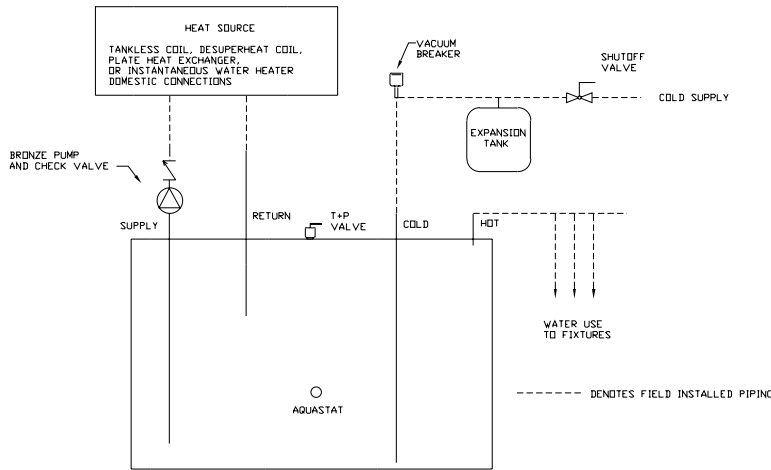 HEAT SOURCE
TANKLESS COIL, DESUPERHEAT COIL,
PLATE HEAT EXCHANGER,
OR INSTANTANEOUS WATER HEATER
DOMESTIC CONNECTIONS
VACUUM
BREAKER
SHUTOFF
VALVE
COLD SUPPLY
EXPANSION
TANK
BRONZE PUMP
AND CHECK VALVE
SUPPLY
RETURN
T+P
VALVE
COLD
HOT
WATER USE
TO FIXTURES
AQUASTAT
DENOTES FIELD INSTALLED PIPING